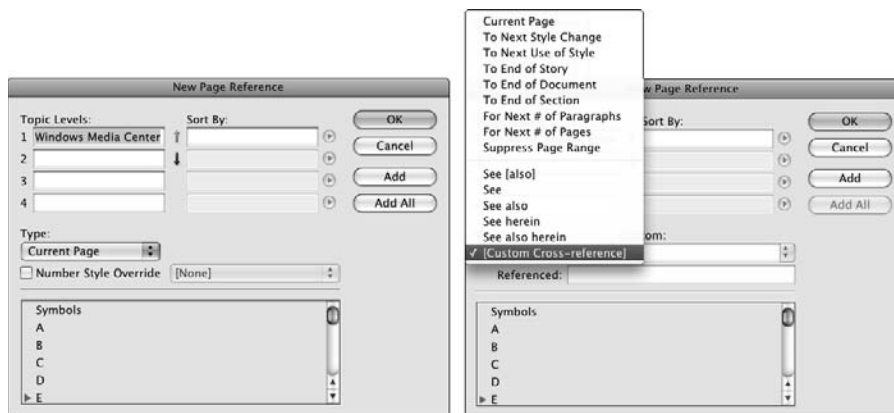 New Page Reference
Topic Levels:
Sort By:
1 Windows Media Center
2
3
4
OK
Cancel
Add
Add All
Type:
Current Page
Number Style Override
[None]
Symbols
A
B
C
D
E
Current Page
To Next Style Change
To Next Use of Style
To End of Story
To End of Document
To End of Section
For Next # of Paragraphs
For Next # of Pages
Suppress Page Range
See [also]
See
See also
See herein
See also herein
[Custom Cross-reference]
w Page Reference
Sort By:
OK
Cancel
Add
Add All
om:
Referenced:
Symbols
A
B
C
D
E